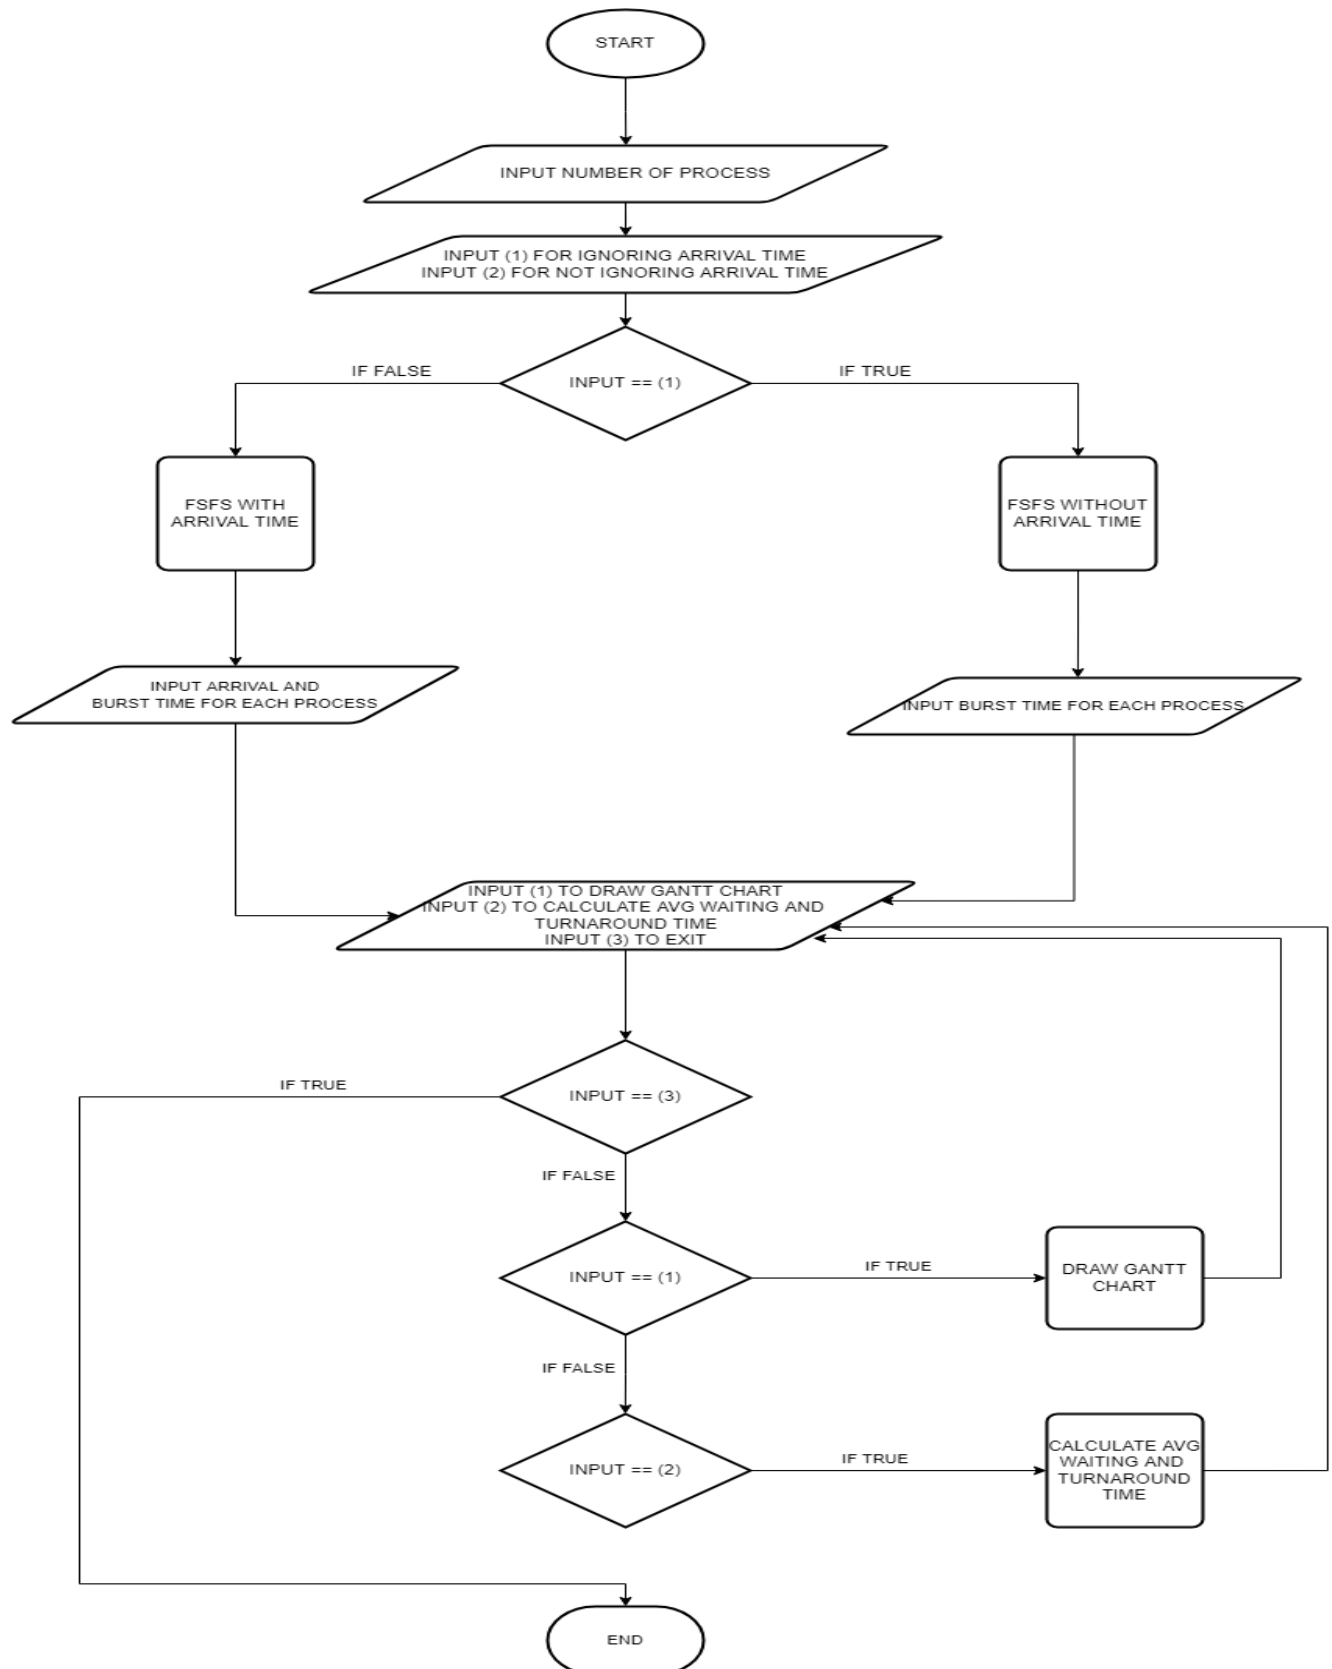 START
INPUT NUMBER OF PROCESS
INPUT (1) FOR IGNORING ARRIVAL TIME
INPUT (2) FOR NOT IGNORING ARRIVAL TIME
IF FALSE
INPUT == (1)
IF TRUE
FSFS WITH
ARRIVAL TIME
FSFS WITHOUT
ARRIVAL TIME
INPUT ARRIVAL AND
BURST TIME FOR EACH PROCESS
INPUT BURST TIME FOR EACH PROCESS
INPUT (1) TO DRAW GANTT CHART
INPUT (2) TO CALCULATE AVG WAITING AND
TURNAROUND TIME
INPUT (3) TO EXIT
IF TRUE
INPUT == (3)
IF FALSE
INPUT == (1)
IF TRUE
DRAW GANTT
CHART
IF FALSE
INPUT == (2)
IF TRUE
CALCULATE AVG
WAITING AND
TURNAROUND
TIME
END